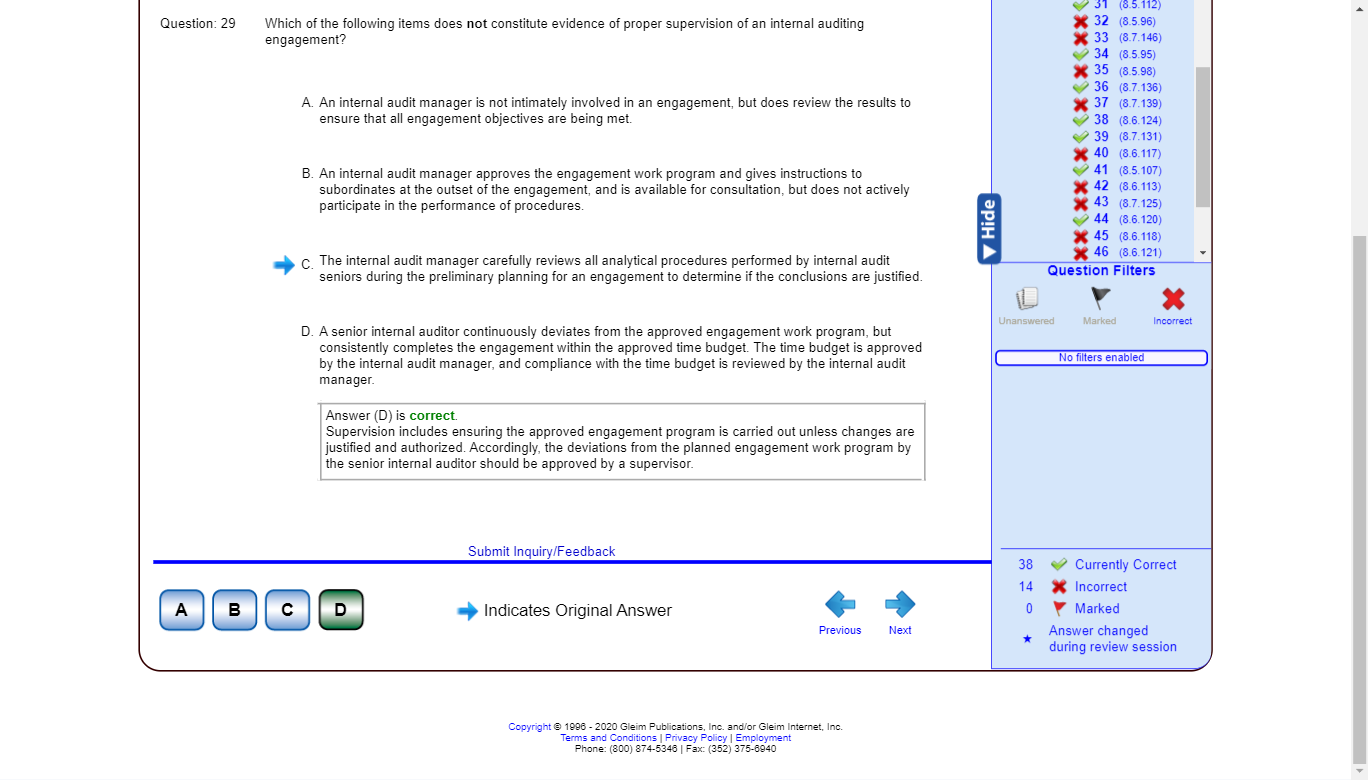 Question: 29
Which of the following items does not constitute evidence of proper supervision of an internal auditing
engagement?
A. An internal audit manager is not intimately involved in an engagement, but does review the results to
ensure that all engagement objectives are being met.
B. An internal audit manager approves the engagement work program and gives instructions to
subordinates at the outset of the engagement, and is available for consultation, but does not actively
participate in the performance of procedures.
C. The internal audit manager carefully reviews all analytical procedures performed by internal audit
seniors during the preliminary planning for an engagement to determine if the conclusions are justified.
D. A senior internal auditor continuously deviates from the approved engagement work program, but
consistently completes the engagement within the approved time budget. The time budget is approved
by the internal audit manager, and compliance with the time budget is reviewed by the internal audit
manager.
Answer (D) is correct.
Supervision includes ensuring the approved engagement program is carried out unless changes are
justified and authorized. Accordingly, the deviations from the planned engagement work program by
the senior internal auditor should be approved by a supervisor.
Submit Inquiry/Feedback
A B C D
Indicates Original Answer
Previous
Next
31 (8.5.112)
32 (8.5.96)
33 (8.7.146)
34 (8.5.95)
35 (8.5.98)
36 (8.7.136)
37 (8.7.139)
38 (8.6.124)
39 (8.7.131)
40 (8.6.117)
41 (8.5.107)
42 (8.6.113)
43 (8.7.125)
44 (8.6.120)
45 (8.6.118)
46 (8.6.121)
Hide
Question Filters
Unanswered
Marked
Incorrect
No filters enabled
38 Currently Correct
14 Incorrect
0 Marked
Answer changed
during review session
Copyright © 1996 - 2020 Gleim Publications, Inc. and/or Gleim Internet, Inc.
Terms and Conditions | Privacy Policy | Employment
Phone: (800) 874-5346 | Fax: (352) 375-6940